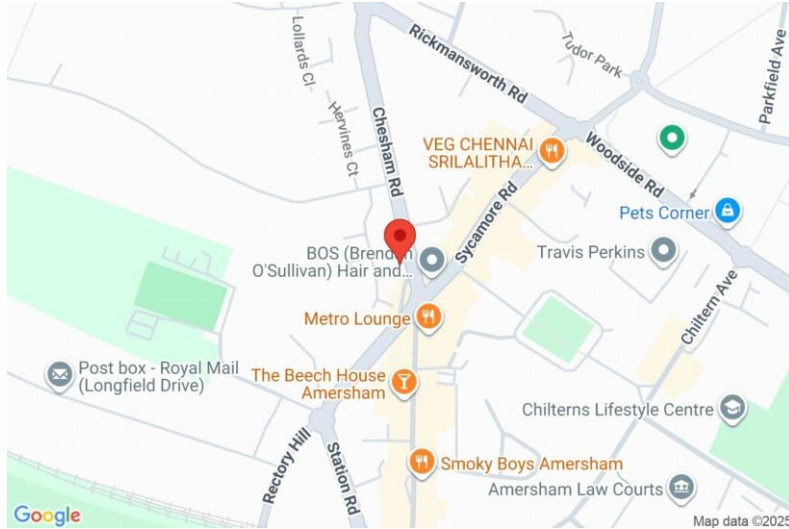 Lollards Cl
Hervines Ct
Chesham Rd
Rickmansworth Rd
Tudor Park
Parkfield Ave
VEG CHENNAI
SRILALITHA...
Woodside Rd
Sycamore Rd
Pets Corner
BOS (Brendan
O'Sullivan) Hair and...
Travis Perkins
Chiltern Ave
Metro Lounge
Post box - Royal Mail
(Longfield Drive)
The Beech House
Amersham
Chilterns Lifestyle Centre
Rectory Hill
Station Rd
Smoky Boys Amersham
Amersham Law Courts
Google
Map data ©2025